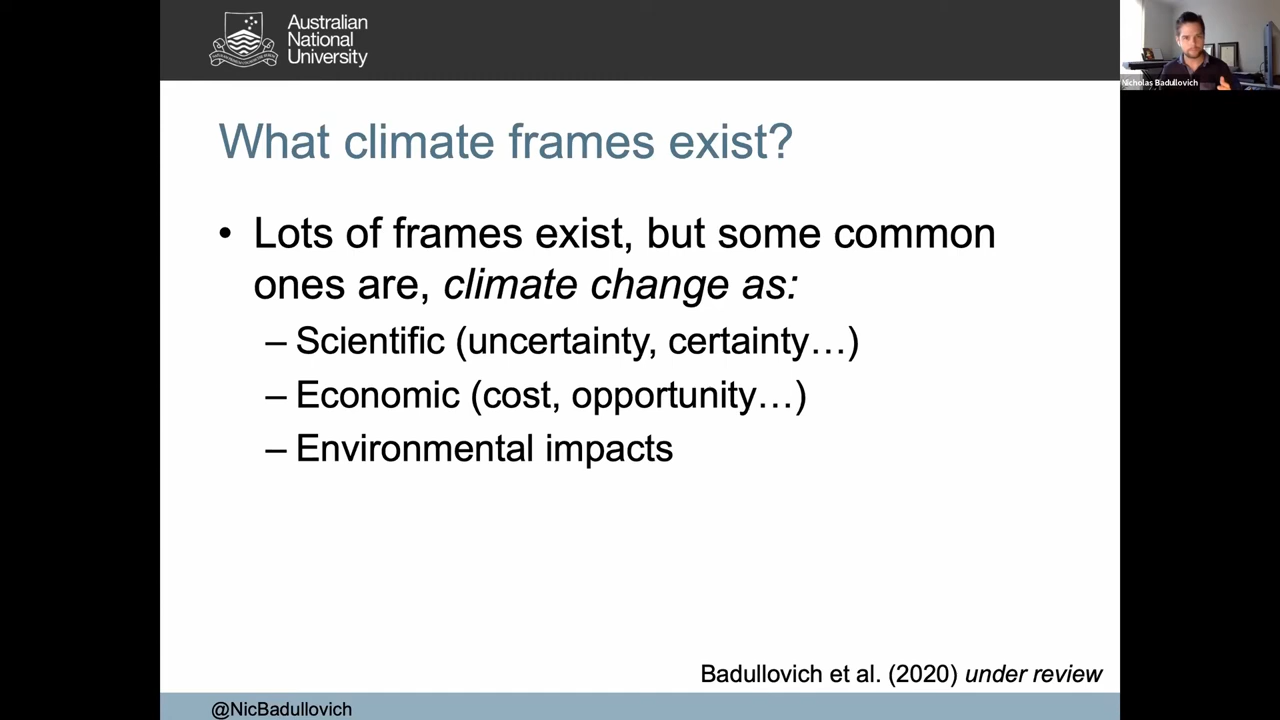 Australian
National
University
Nicholas Badullovich
What climate frames exist?
• Lots of frames exist, but some common
ones are, climate change as:
– Scientific (uncertainty, certainty…)
– Economic (cost, opportunity…)
– Environmental impacts
Badullovich et al. (2020) under review
@NicBadullovich